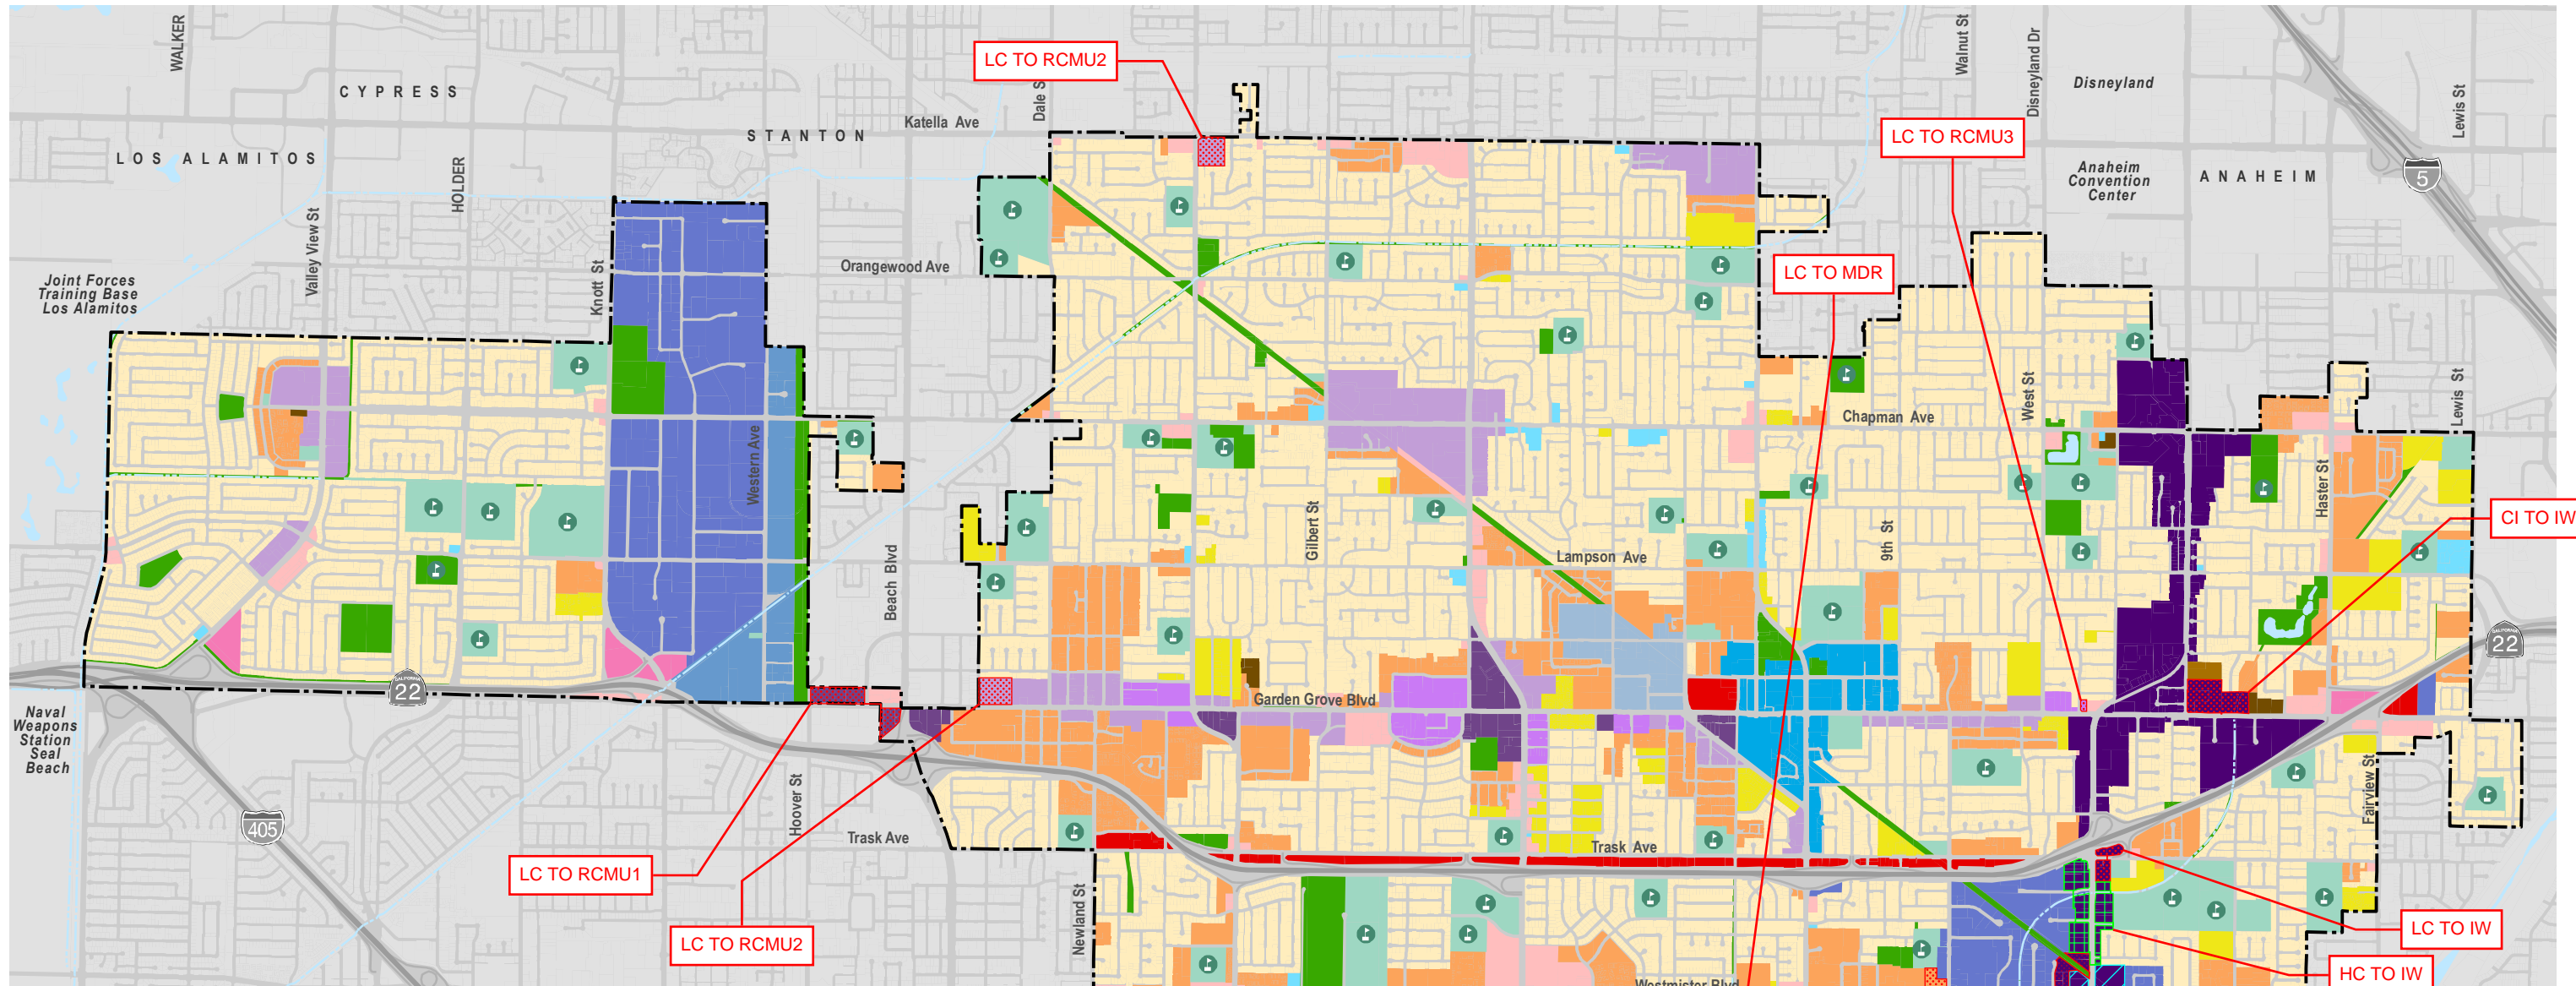 WALKER
CYPRESS
LOS ALAMITOS
HOLDER
STANTON
Katella Ave
Dale S
LC TO RCMU2
Walnut St
Disneyland Dr
Disneyland
Lewis St
LC TO RCMU3
Anaheim
Convention
Center
ANAHEIM
5
Valley View St
Knott St
Orangewood Ave
LC TO MDR
Joint Forces
Training Base
Los Alamitos
Western Ave
Chapman Ave
West St
Lewis St
Haster St
Gilbert St
Beach Blvd
Lampson Ave
9th St
CI TO IW
CALIFORNIA
22
CALIFORNIA
22
Garden Grove Blvd
Naval
Weapons
Station
Seal
Beach
405
Hoover St
Trask Ave
Trask Ave
Fairview St
LC TO RCMU1
LC TO RCMU2
Newland St
LC TO IW
HC TO IW
Westmister Blvd